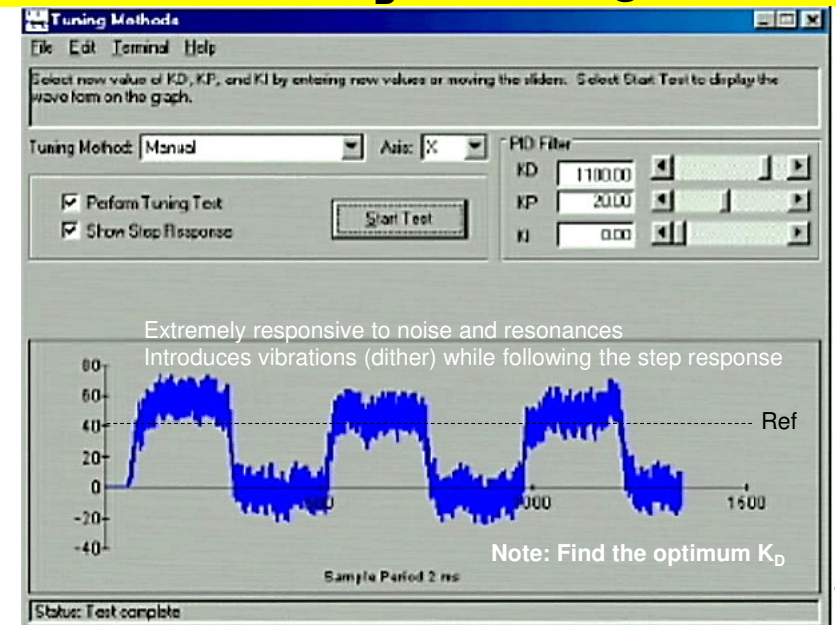 Tuning Methods
File Edit Terminal Help
Select new value of KD, KP, and KI by entering new values or moving the sliders. Select Start Test to display the
wave form on the graph.
Tuning Method: Manual Axis: X PID Filter
KD 1100.00
Perform Tuning Test KP 20.00
Show Step Response Start Test KI 0.00
Extremely responsive to noise and resonances
Introduces vibrations (dither) while following the step response
80
60
40 Ref
20
0
1600
-20
-40
Note: Find the optimum KD
Sample Period 2 ms
Status: Test complete